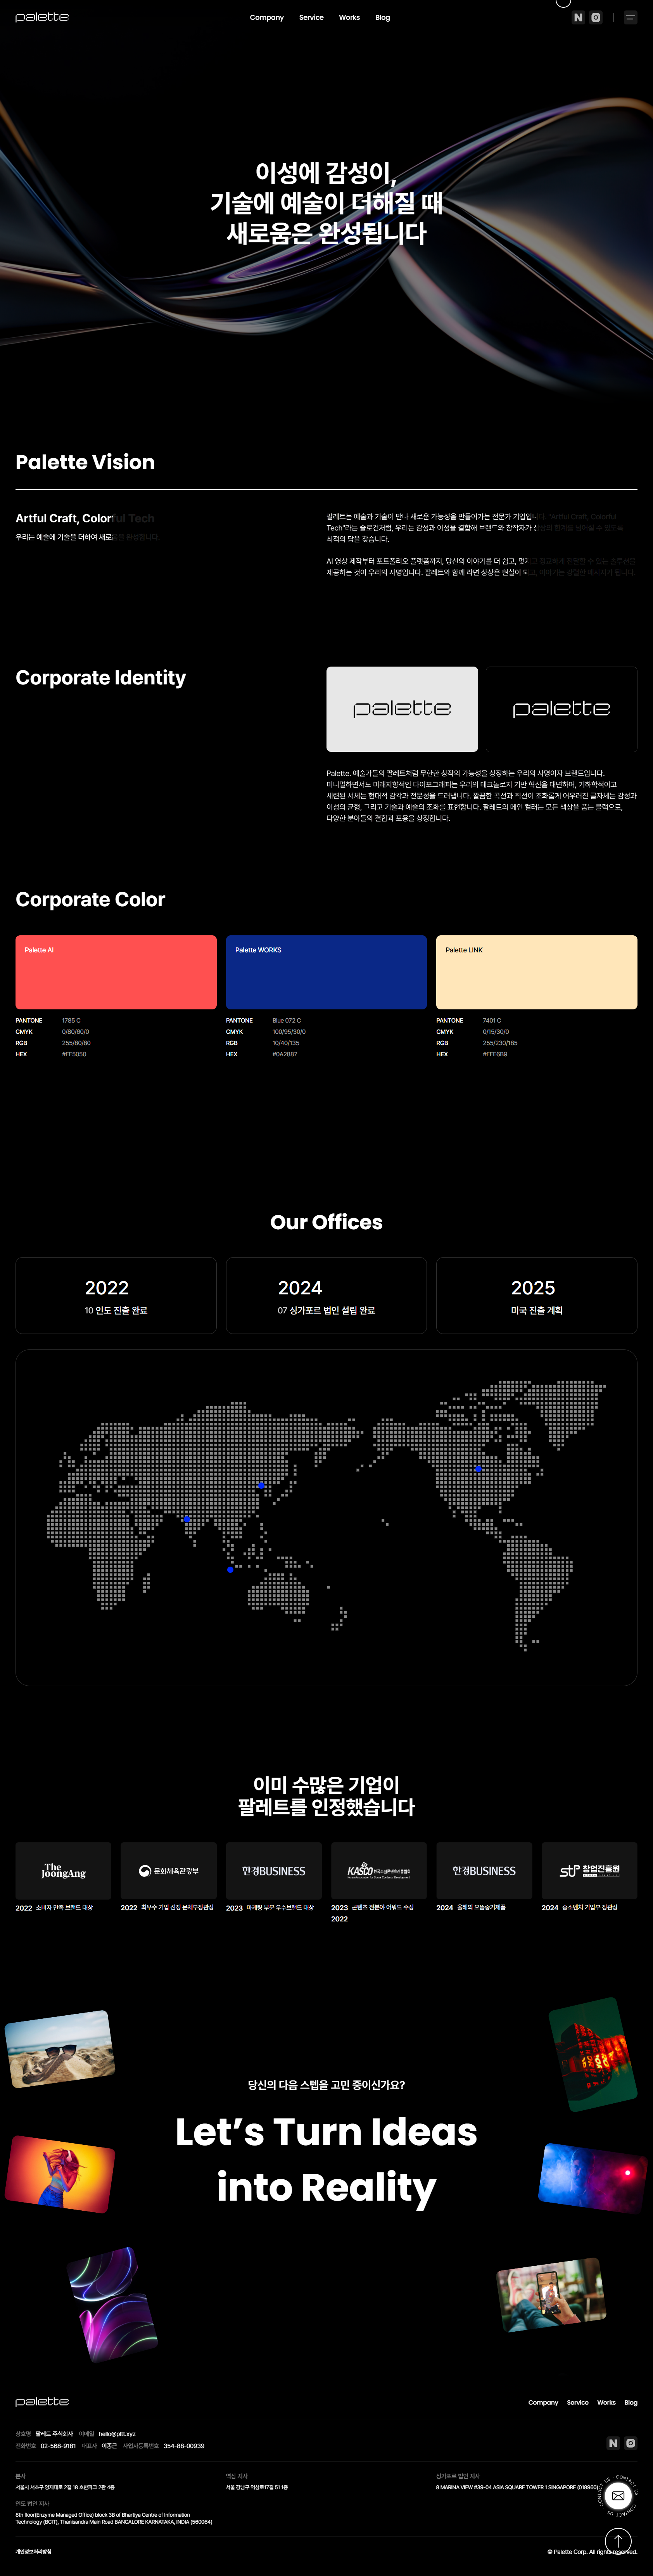 palette
Company Service Works Blog
이성에 감성이,
기술에 예술이 더해질 때
새로움은 완성됩니다
Palette Vision
Artful Craft, Colorful Tech
우리는 예술에 기술을 더하여 새로움을 완성합니다.
팔레트는 예술과 기술이 만나 새로운 가능성을 만들어가는 전문가 기업입니다. "Artful Craft, Colorful
Tech"라는 슬로건처럼, 우리는 감성과 이성을 결합해 브랜드와 창작자가
최적의 답을 찾습니다.
AI 영상 제작부터 포트폴리오 플랫폼까지, 당신의 이야기를 더 쉽고,
제공하는 것이 우리의 사명입니다. 팔레트와 함께 라면 상상은 현실이
Corporate Identity
palette
palette
Palette. 예술가들의 팔레트처럼 무한한 창작의 가능성을 상징하는 우리의 사명이자 브랜드입니다.
미니멀하면서도 미래지향적인 타이포그래피는 우리의 테크놀로지 기반 혁신을 대변하며, 기하학적이고
세련된 서체는 현대적 감각과 전문성을 드러냅니다. 깔끔한 곡선과 직선이 조화롭게 어우러진 글자체는 감성과
이성의 균형, 그리고 기술과 예술의 조화를 표현합니다. 팔레트의 메인 컬러는 모든 색상을 품는 블랙으로,
다양한 분야들의 결합과 포용을 상징합니다.
Corporate Color
Palette AI
PANTONE 1785 C
CMYK 0/80/60/0
RGB 255/80/80
HEX #FF5050
Palette WORKS
PANTONE Blue 072 C
CMYK 100/95/30/0
RGB 10/40/135
HEX #0A2887
Palette LINK
PANTONE 7401 C
CMYK 0/15/30/0
RGB 255/230/185
HEX #FFE6B9
Our Offices
2022
10 인도 진출 완료
2024
07 싱가포르 법인 설립 완료
2025
미국 진출 계획
이미 수많은 기업이
팔레트를 인정했습니다
The
JoongAng
2022 소비자 만족 브랜드 대상
문화체육관광부
2022 최우수 기업 선정 문체부장관상
한경BUSINESS
2023 마케팅 부문 우수브랜드 대상
KASCO 한국소셜콘텐츠진흥협회
2023 콘텐츠 전분야 어워드 수상
2022
한경BUSINESS
2024 올해의 으뜸중기제품
창업진흥원
2024 중소벤처 기업부 장관상
당신의 다음 스텝을 고민 중이신가요?
Let's Turn Ideas
into Reality
palette
Company Service Works Blog
상호명 팔레트 주식회사 이메일 hello@pltt.xyz
전화번호 02-568-9181 대표자 이종근 사업자등록번호 354-88-00939
본사
서울시 서초구 양재대로 2길 18 호반파크 2관 4층
역삼 지사
서울 강남구 역삼로17길 51 1층
싱가포르 법인 지사
8 MARINA VIEW #39-04 ASIA SQUARE TOWER 1 SINGAPORE (018960)
인도 법인 지사
8th floor(Enzyme Managed Office) block 3B of Bhartiya Centre of Information
Technology (BCIT), Thanisandra Main Road BANGALORE KARNATAKA, INDIA (560064)
CONTACT US CONTACT US CONTACT US
개인정보처리방침
© Palette Corp. All rights reserved.